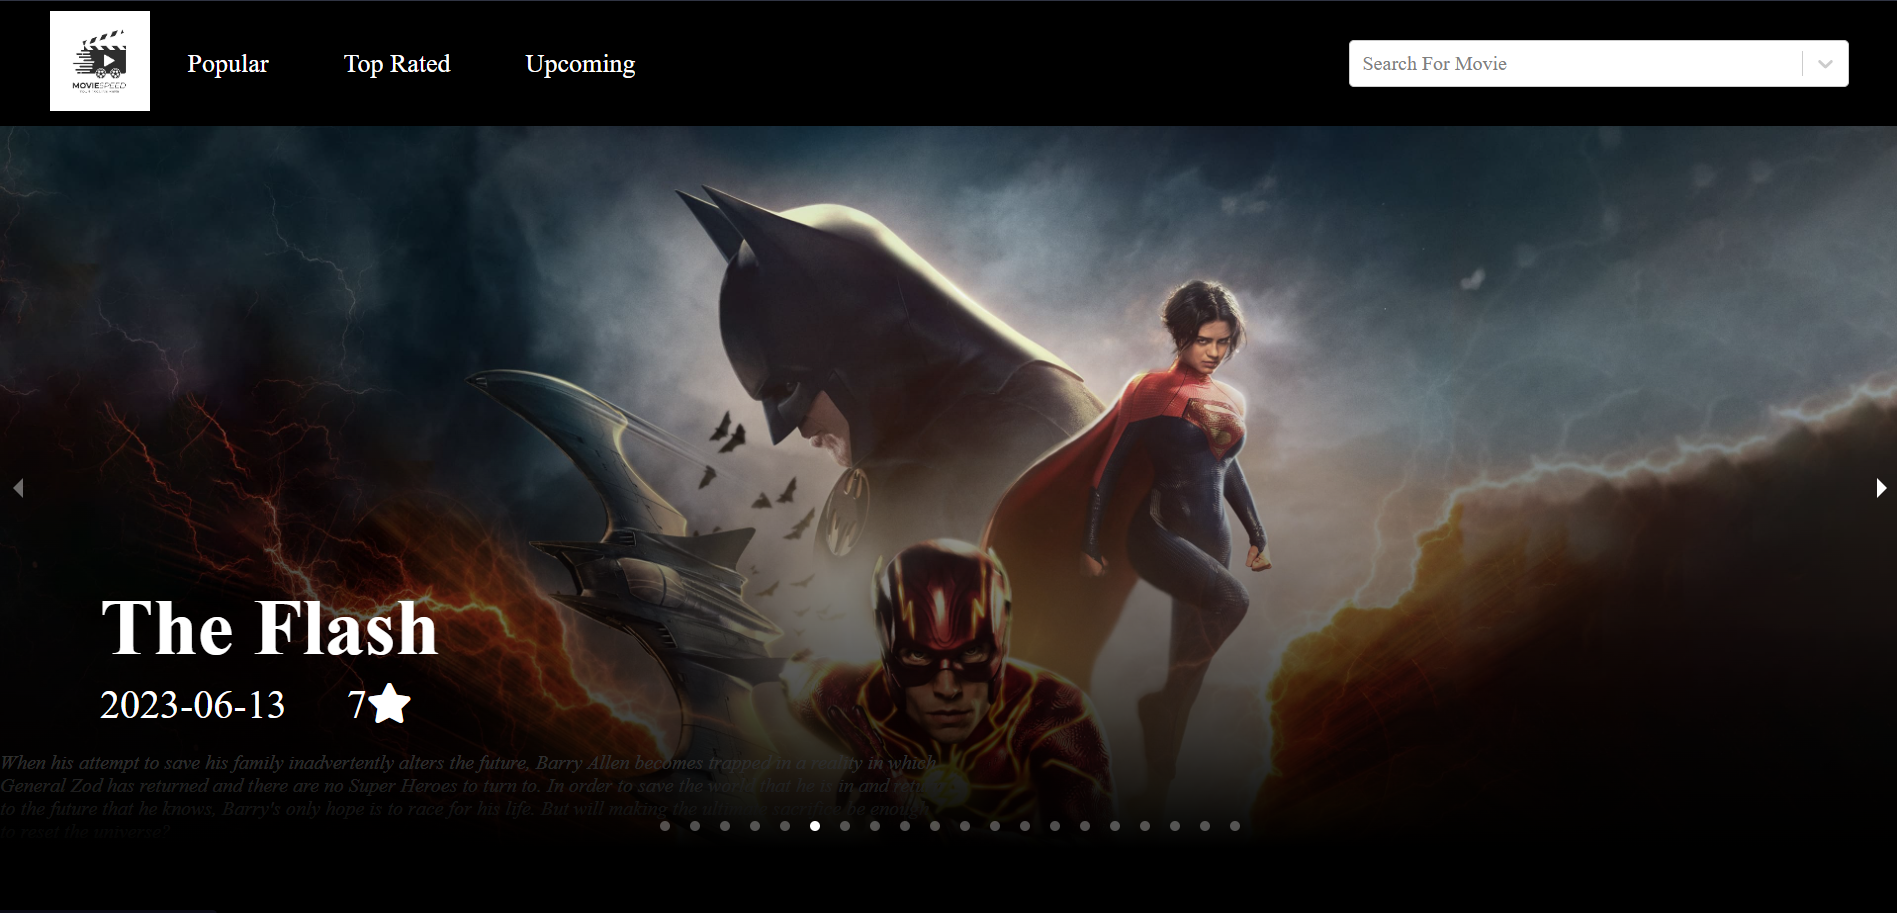 MOVIESPEED
Popular
Top Rated
Upcoming
Search For Movie
The Flash
2023-06-13
7
When his attempt to save his family inadvertently alters the future, Barry Allen becomes trapped in a reality in which
General Zod has returned and there are no Super Heroes to turn to. In order to save the world that he is in and return
to the future that he knows, Barry's only hope is to race for his life. But will making the ultimate sacrifice be enough
to reset the universe?